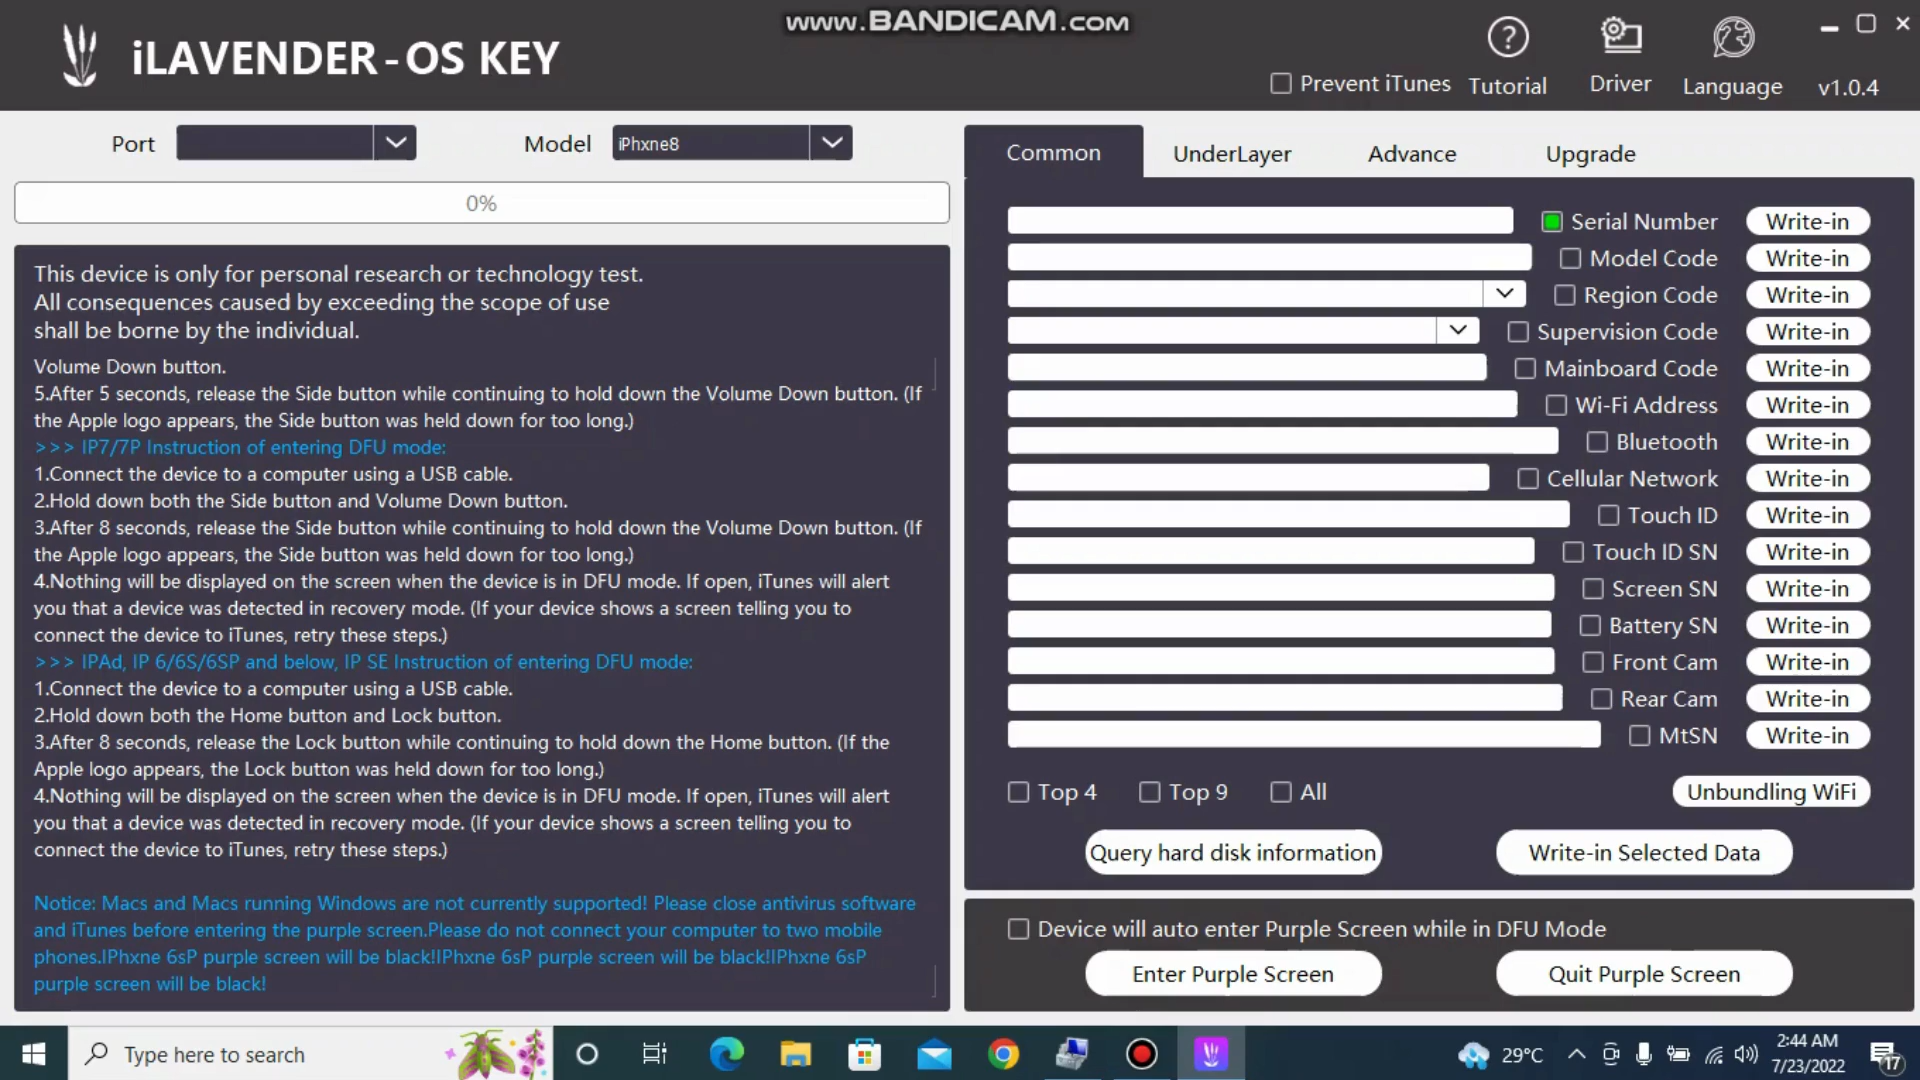 www.BANDICAM.com
iLAVENDER-OS KEY
Prevent iTunes
Tutorial
Driver
Language
v1.0.4
Port
Model
iPhxne8
0%
This device is only for personal research or technology test.
All consequences caused by exceeding the scope of use
shall be borne by the individual.
Volume Down button.
5.After 5 seconds, release the Side button while continuing to hold down the Volume Down button. (If
the Apple logo appears, the Side button was held down for too long.)
>>> IP7/7P Instruction of entering DFU mode:
1.Connect the device to a computer using a USB cable.
2.Hold down both the Side button and Volume Down button.
3.After 8 seconds, release the Side button while continuing to hold down the Volume Down button. (If
the Apple logo appears, the Side button was held down for too long.)
4.Nothing will be displayed on the screen when the device is in DFU mode. If open, iTunes will alert
you that a device was detected in recovery mode. (If your device shows a screen telling you to
connect the device to iTunes, retry these steps.)
>>> IPAd, IP 6/6S/6SP and below, IP SE Instruction of entering DFU mode:
1.Connect the device to a computer using a USB cable.
2.Hold down both the Home button and Lock button.
3.After 8 seconds, release the Lock button while continuing to hold down the Home button. (If the
Apple logo appears, the Lock button was held down for too long.)
4.Nothing will be displayed on the screen when the device is in DFU mode. If open, iTunes will alert
you that a device was detected in recovery mode. (If your device shows a screen telling you to
connect the device to iTunes, retry these steps.)
Notice: Macs and Macs running Windows are not currently supported! Please close antivirus software
and iTunes before entering the purple screen.Please do not connect your computer to two mobile
phones.IPhxne 6sP purple screen will be black!IPhxne 6sP purple screen will be black!IPhxne 6sP
purple screen will be black!
Common
UnderLayer
Advance
Upgrade
Serial Number Write-in
Model Code Write-in
Region Code Write-in
Supervision Code Write-in
Mainboard Code Write-in
Wi-Fi Address Write-in
Bluetooth Write-in
Cellular Network Write-in
Touch ID Write-in
Touch ID SN Write-in
Screen SN Write-in
Battery SN Write-in
Front Cam Write-in
Rear Cam Write-in
MtSN Write-in
Top 4 Top 9 All Unbundling WiFi
Query hard disk information Write-in Selected Data
Device will auto enter Purple Screen while in DFU Mode
Enter Purple Screen Quit Purple Screen
Type here to search
29°C
2:44 AM
7/23/2022
17